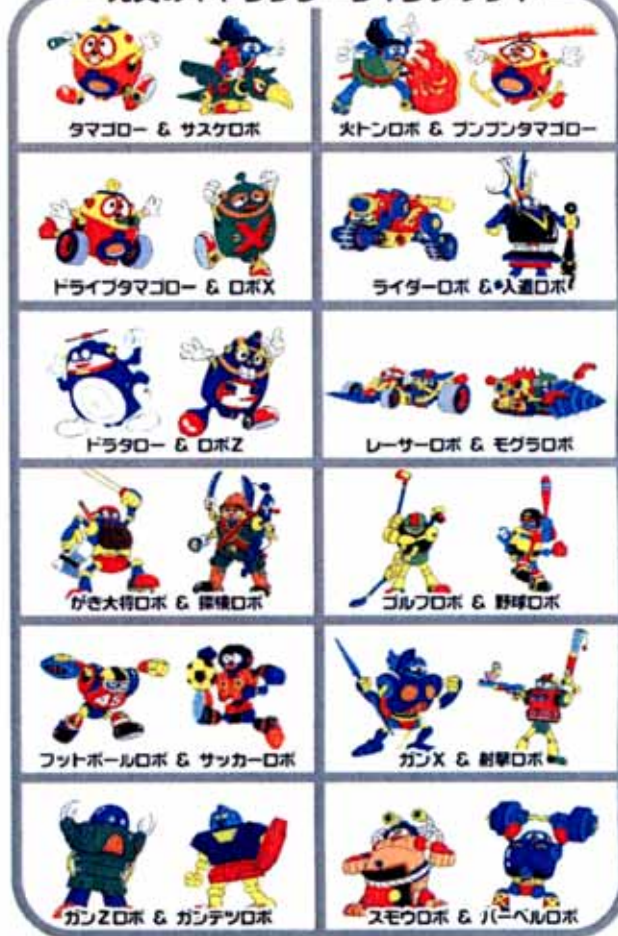 タマゴロー & サスケロボ
火トンロボ & ブンブンタマゴロー
ドライブタマゴロー & ロボX
ライダーロボ & 入道ロボ
ドラタロー & ロボZ
レーサーロボ & モグラロボ
がき大将ロボ & 探検ロボ
ゴルフロボ & 野球ロボ
フットボールロボ & サッカーロボ
ガンX & 射撃ロボ
ガンZロボ & ガンテツロボ
スモウロボ & バーベルロボ